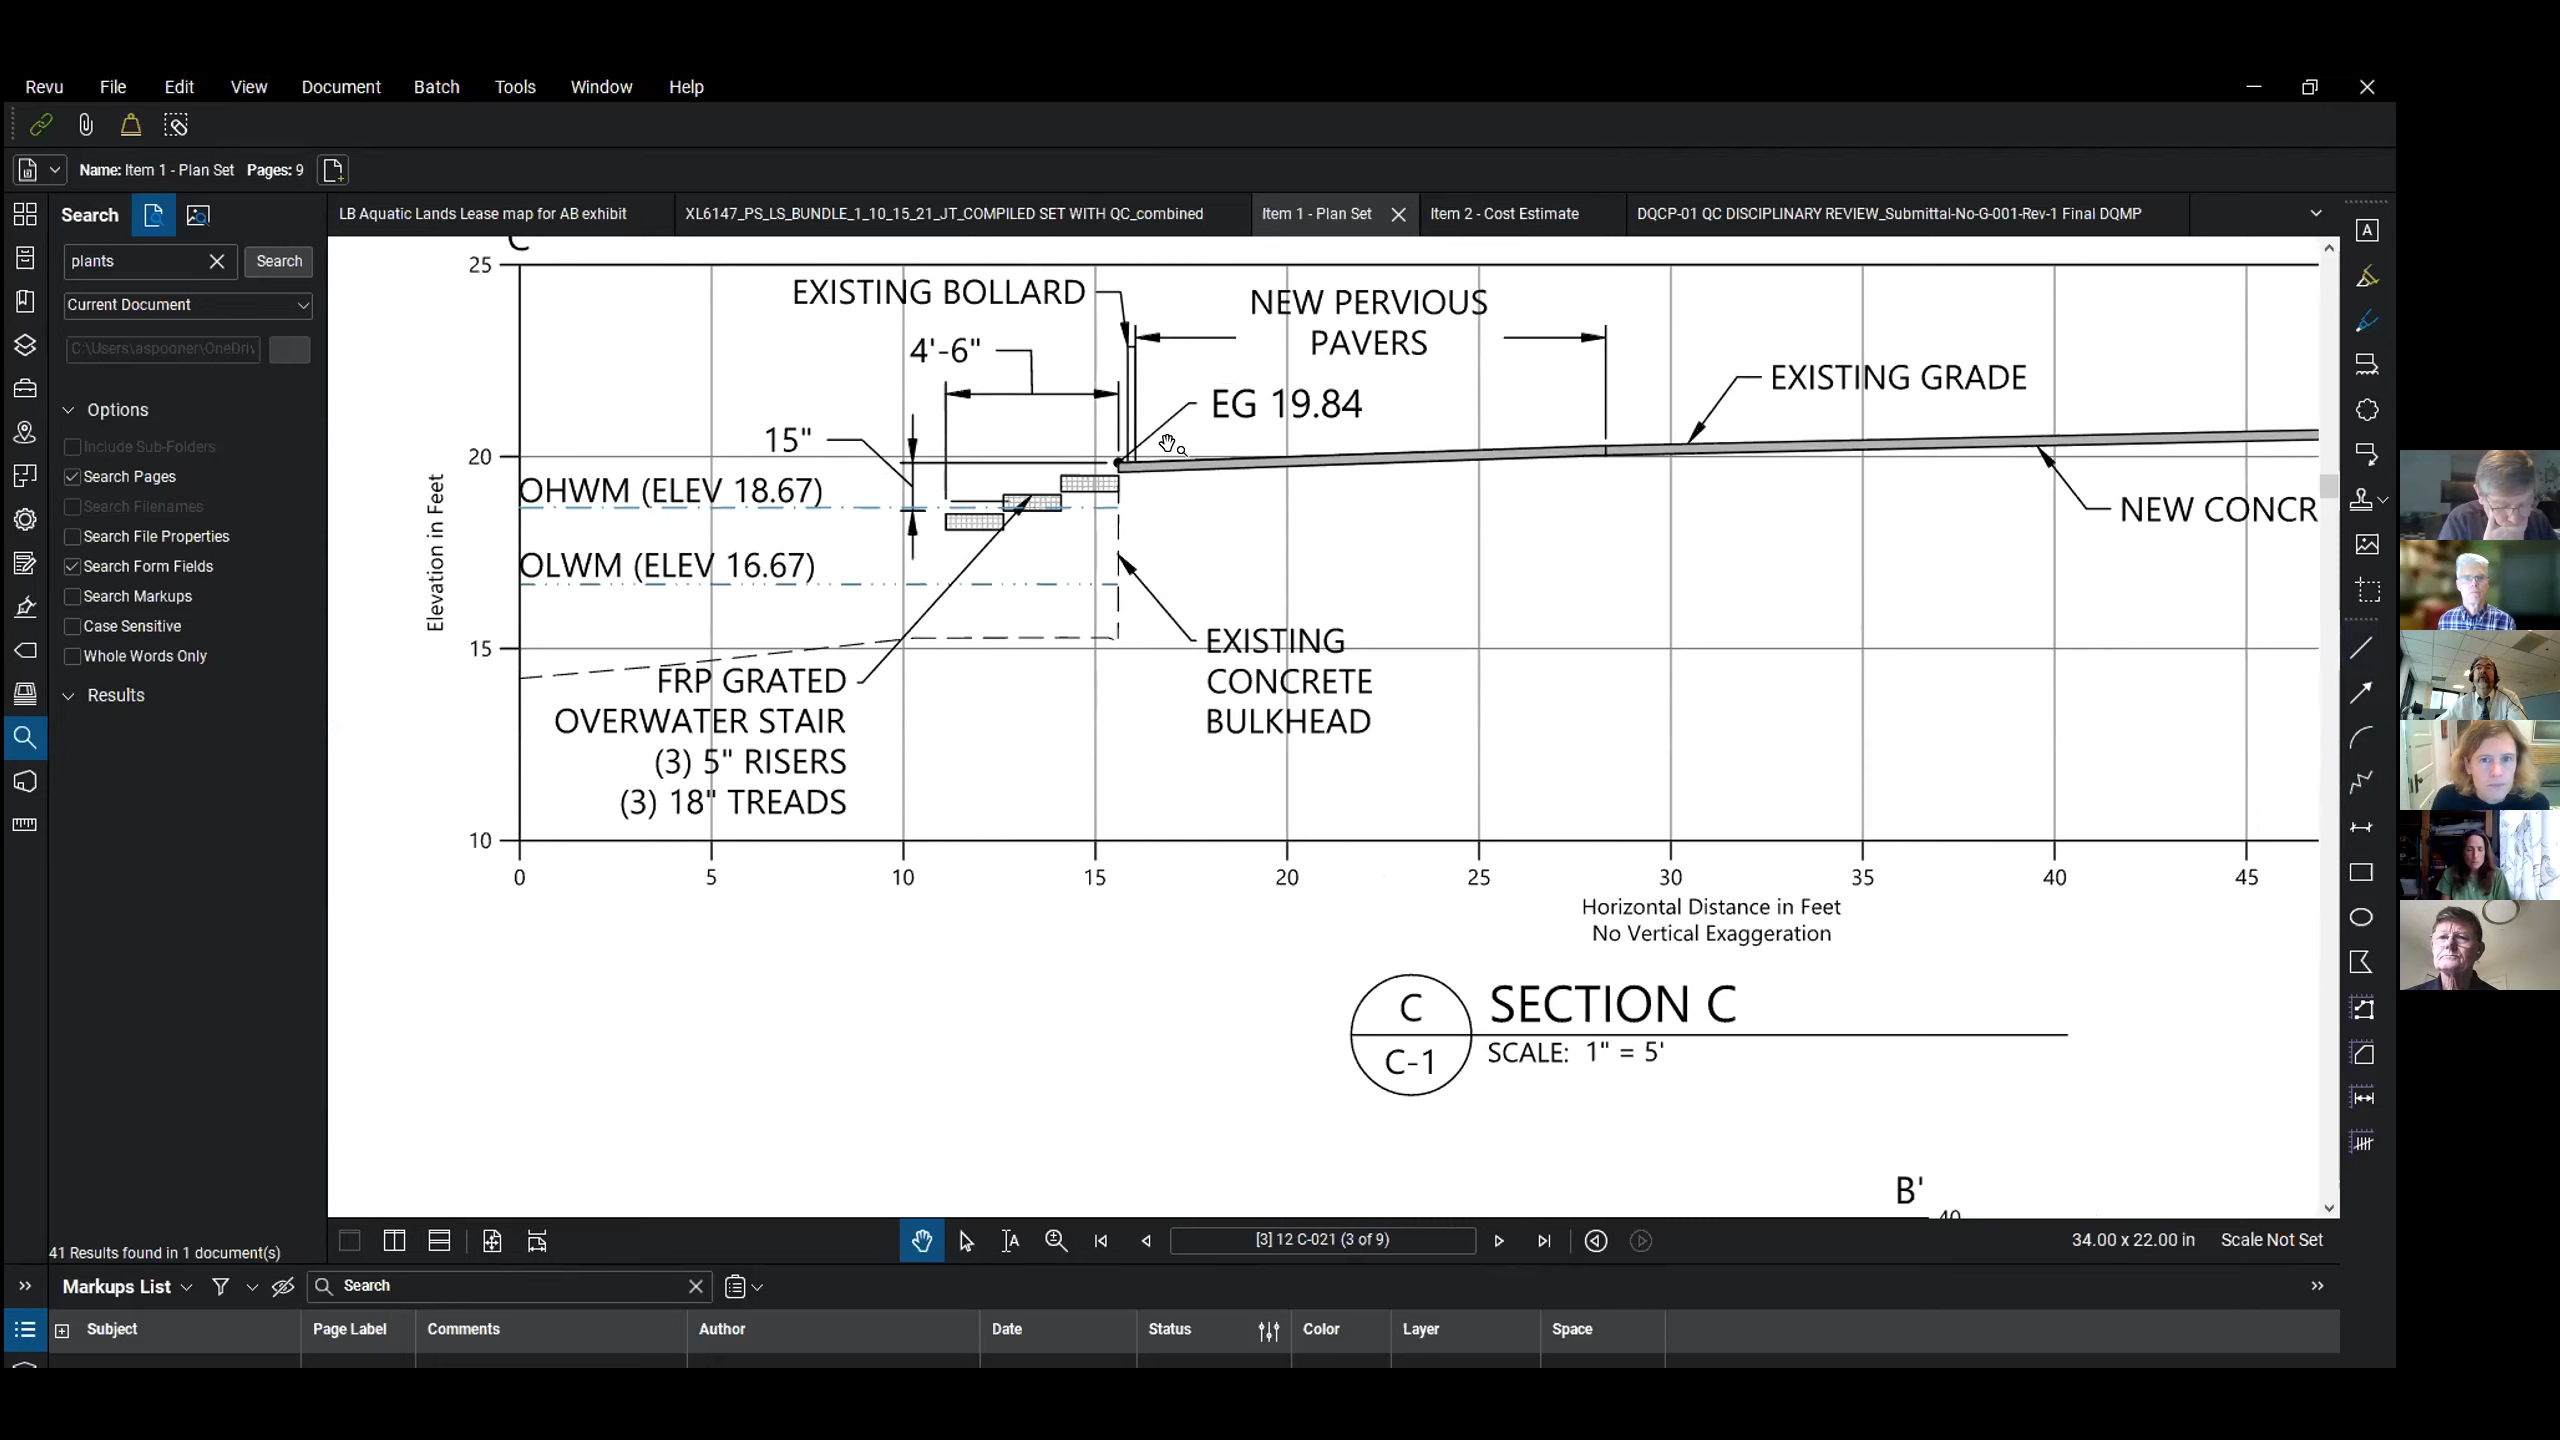 Revu File Edit View Document Batch Tools Window Help
Name: Item 1 - Plan Set Pages: 9
Search
LB Aquatic Lands Lease map for AB exhibit
XL6147_PS_LS_BUNDLE_1_10_15_21_JT_COMPILED SET WITH QC_combined
Item 1 - Plan Set
Item 2 - Cost Estimate
DQCP-01 QC DISCIPLINARY REVIEW_Submittal-No-G-001-Rev-1 Final DQMP
plants
Search
Current Document
C:\Users\aspooner\OneDriv
Options
Include Sub-Folders
Search Pages
Search Filenames
Search File Properties
Search Form Fields
Search Markups
Case Sensitive
Whole Words Only
Results
41 Results found in 1 document(s)
C
25
20
15
10
Elevation in Feet
EXISTING BOLLARD
NEW PERVIOUS
PAVERS
4'-6"
EG 19.84
EXISTING GRADE
15"
OHWM (ELEV 18.67)
NEW CONCR
OLWM (ELEV 16.67)
EXISTING
CONCRETE
BULKHEAD
FRP GRATED
OVERWATER STAIR
(3) 5" RISERS
(3) 18" TREADS
0 5 10 15 20 25 30 35 40 45
Horizontal Distance in Feet
No Vertical Exaggeration
C
C-1
SECTION C
SCALE: 1" = 5'
B'
40
[3] 12 C-021 (3 of 9)
34.00 x 22.00 in
Scale Not Set
Markups List
Search
Subject Page Label Comments Author Date Status Color Layer Space